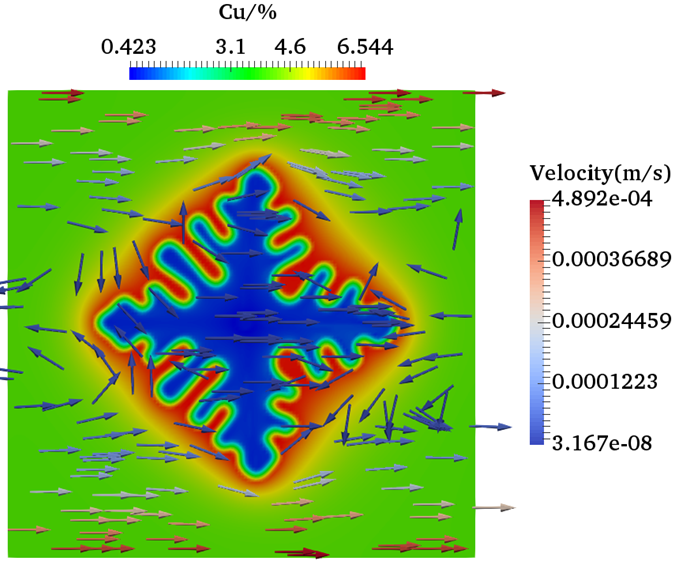 Cu/%
0.423 3.1 4.6 6.544
Velocity(m/s)
4.892e-04
0.00036689
0.00024459
0.0001223
3.167e-08